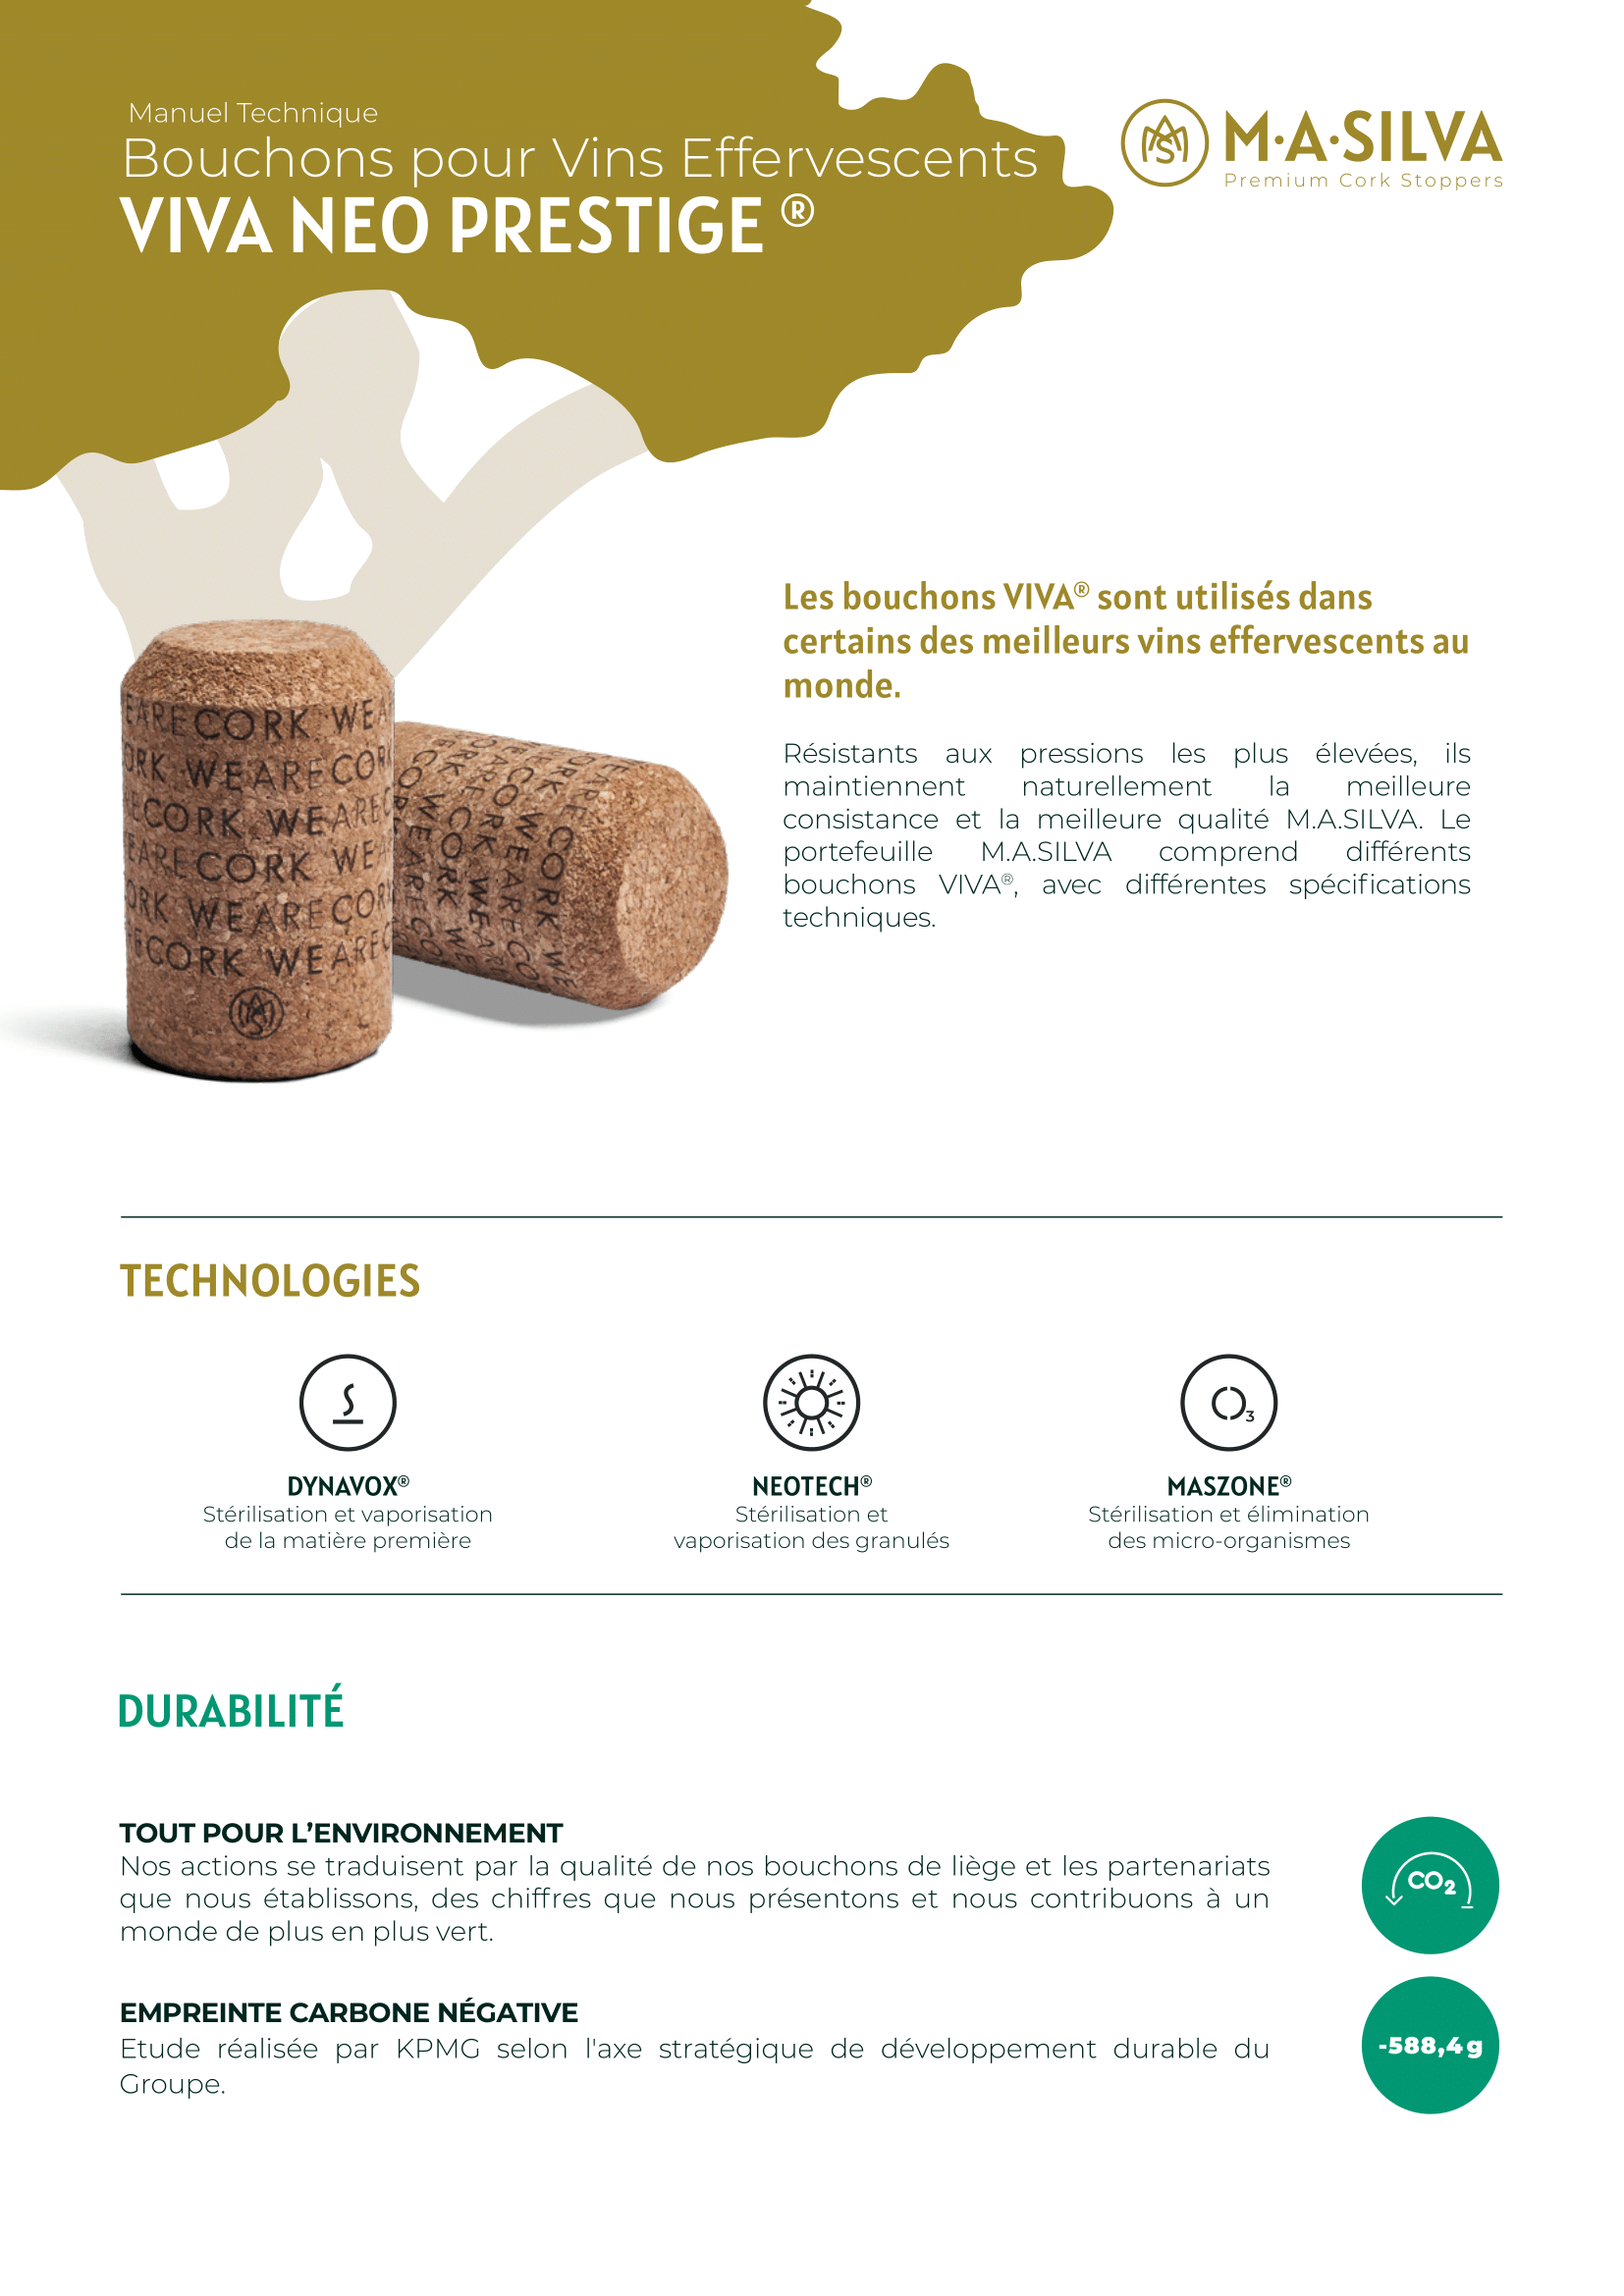 Manuel Technique
Bouchons pour Vins Effervescents
VIVA NEO PRESTIGE ®
M·A·SILVA
Premium Cork Stoppers
Les bouchons VIVA® sont utilisés dans
certains des meilleurs vins effervescents au
monde.
Résistants aux pressions les plus élevées, ils
maintiennent naturellement la meilleure
consistance et la meilleure qualité M.A.SILVA. Le
portefeuille M.A.SILVA comprend différents
bouchons VIVA®, avec différentes spécifications
techniques.
EARECORK WEA
ORK WEARECOR
ECORK WEAREC
EARECORK WEA
ORK WEARECOR
ECORK WEAREC
TECHNOLOGIES
O3
DYNAVOX®
Stérilisation et vaporisation
de la matière première
NEOTECH®
Stérilisation et
vaporisation des granulés
MASZONE®
Stérilisation et élimination
des micro-organismes
DURABILITÉ
TOUT POUR L’ENVIRONNEMENT
Nos actions se traduisent par la qualité de nos bouchons de liège et les partenariats
que nous établissons, des chiffres que nous présentons et nous contribuons à un
monde de plus en plus vert.
CO2
EMPREINTE CARBONE NÉGATIVE
Etude réalisée par KPMG selon l'axe stratégique de développement durable du
Groupe.
-588,4g